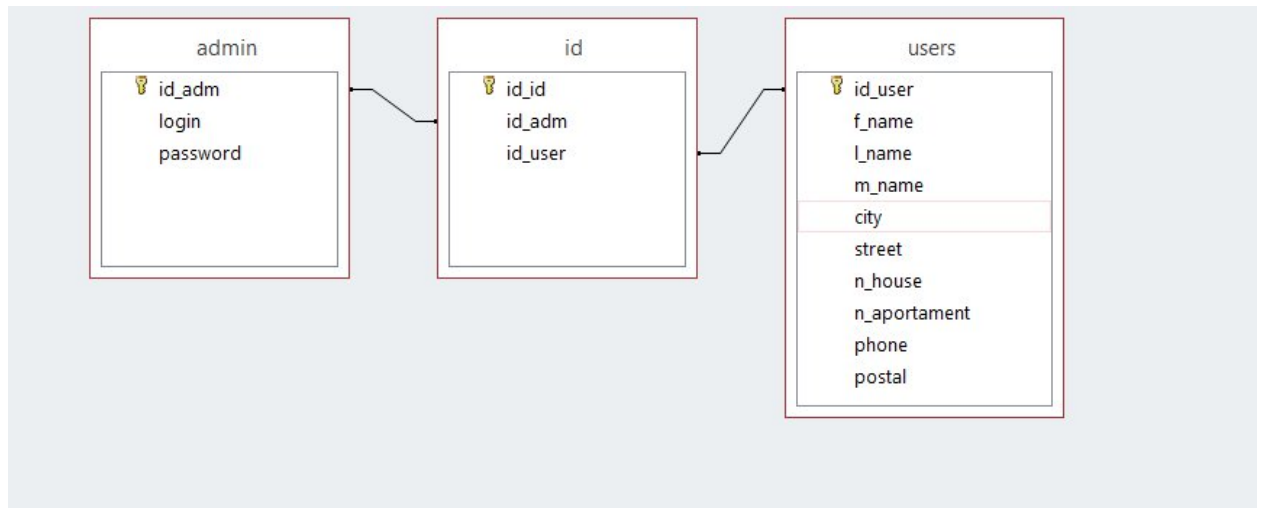 admin
id_adm
login
password
id
id_id
id_adm
id_user
users
id_user
f_name
l_name
m_name
city
street
n_house
n_aportament
phone
postal